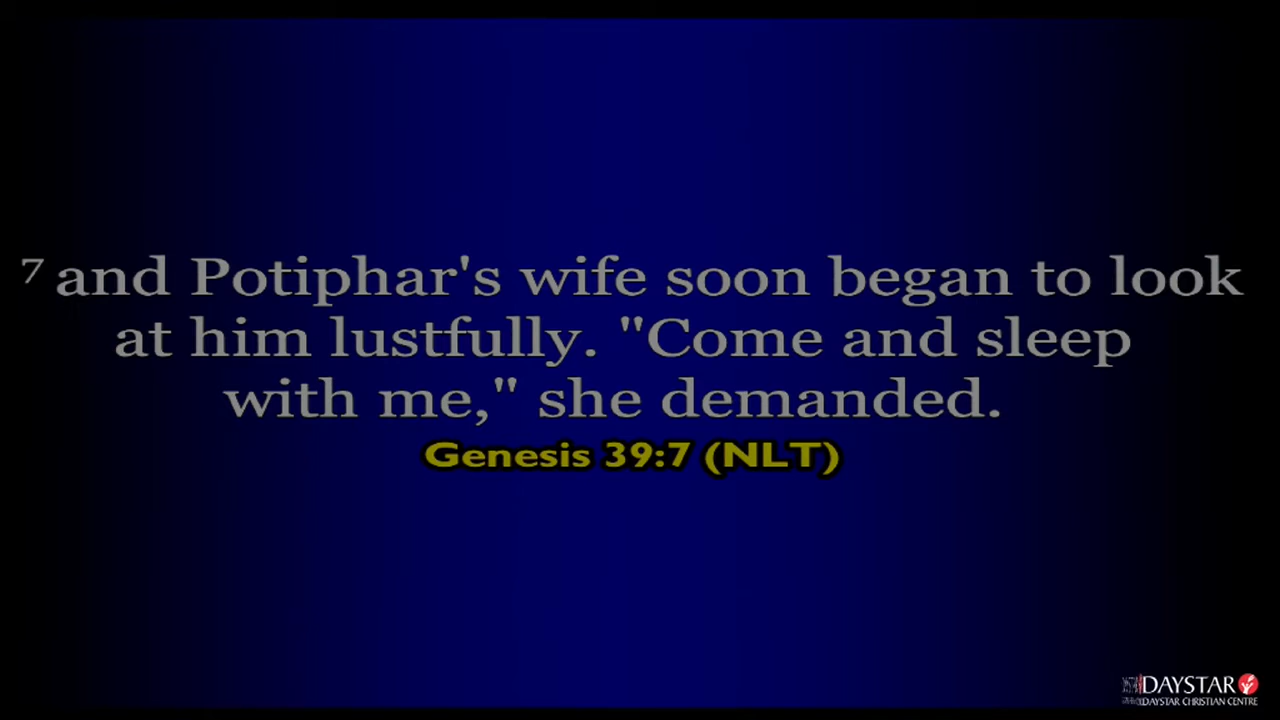 7 and Potiphar's wife soon began to look
at him lustfully. "Come and sleep
with me," she demanded.
Genesis 39:7 (NLT)
DAYSTAR
DAYSTAR CHRISTIAN CENTRE